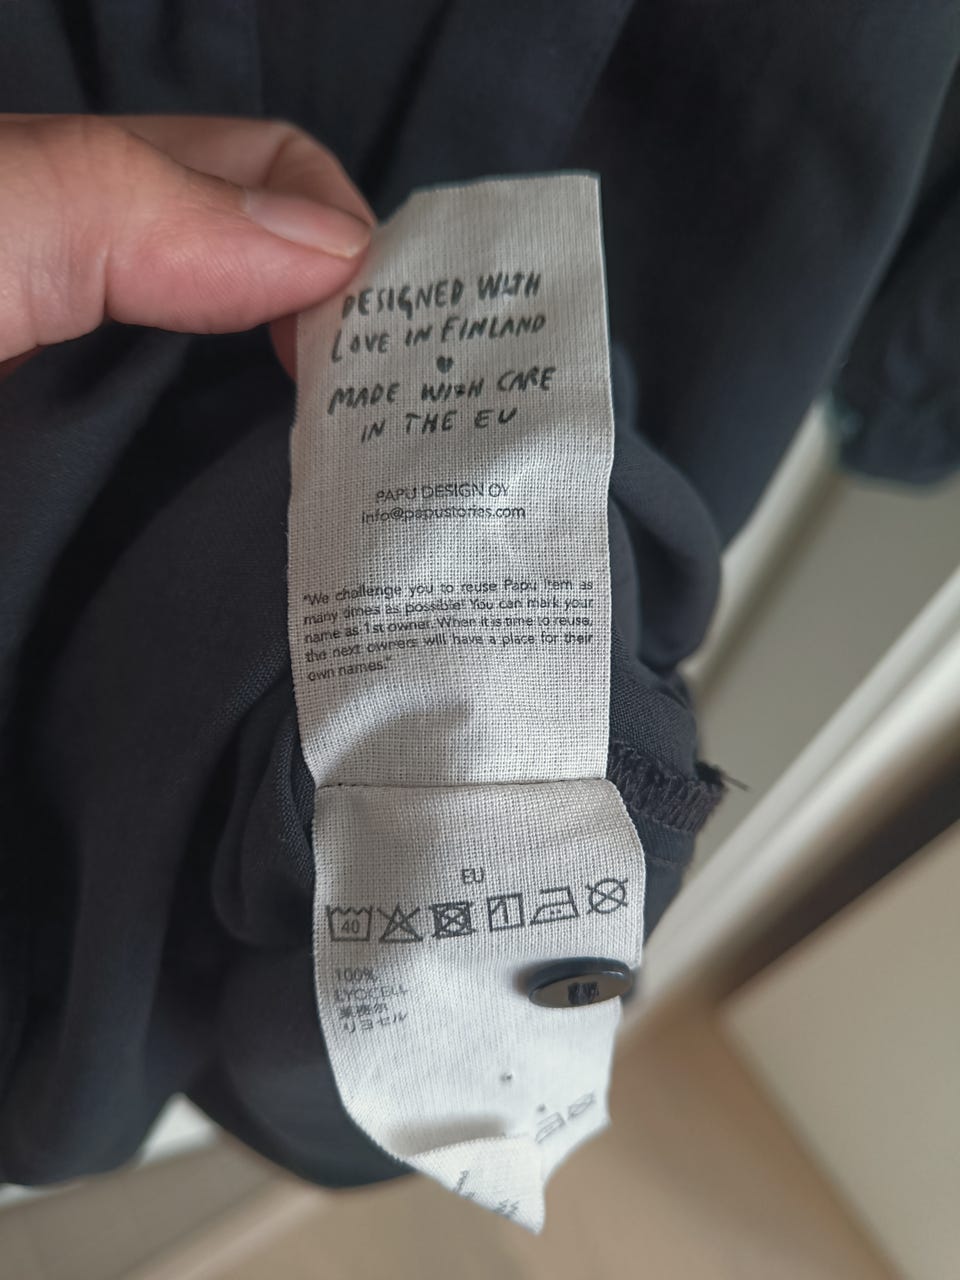 DESIGNED WITH
LOVE IN FINLAND
MADE WITH CARE
IN THE EU
PAPU DESIGN OY
info@papustories.com
"We challenge you to reuse Papu item as
many times as possible! You can mark your
name as 1st owner. When it is time to reuse,
the next owners will have a place for their
own names."
EU
40
100%
LYOCELL
莱赛尔
リヨセル